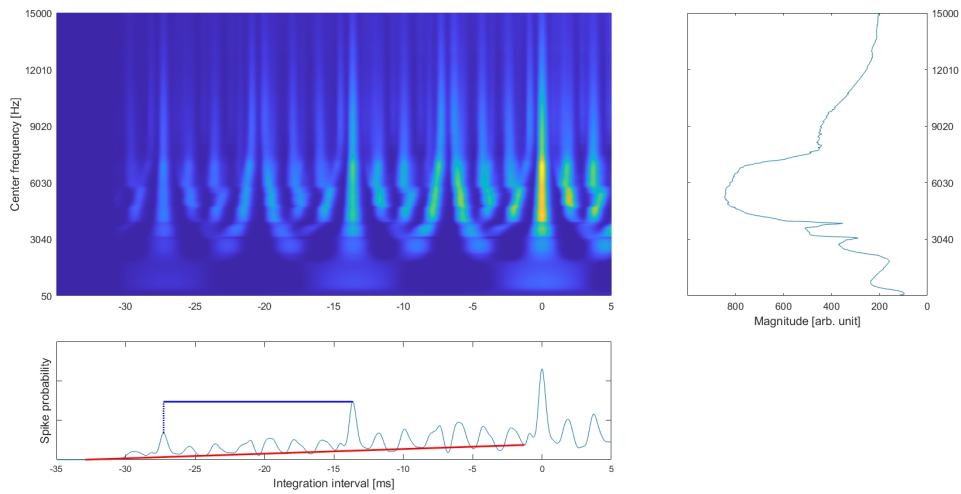 15000
12010
9020
6030
3040
50
Center frequency [Hz]
-30 -25 -20 -15 -10 -5 0 5
15000
12010
9020
6030
3040
800 600 400 200 0
Magnitude [arb. unit]
Spike probability
-35 -30 -25 -20 -15 -10 -5 0 5
Integration interval [ms]